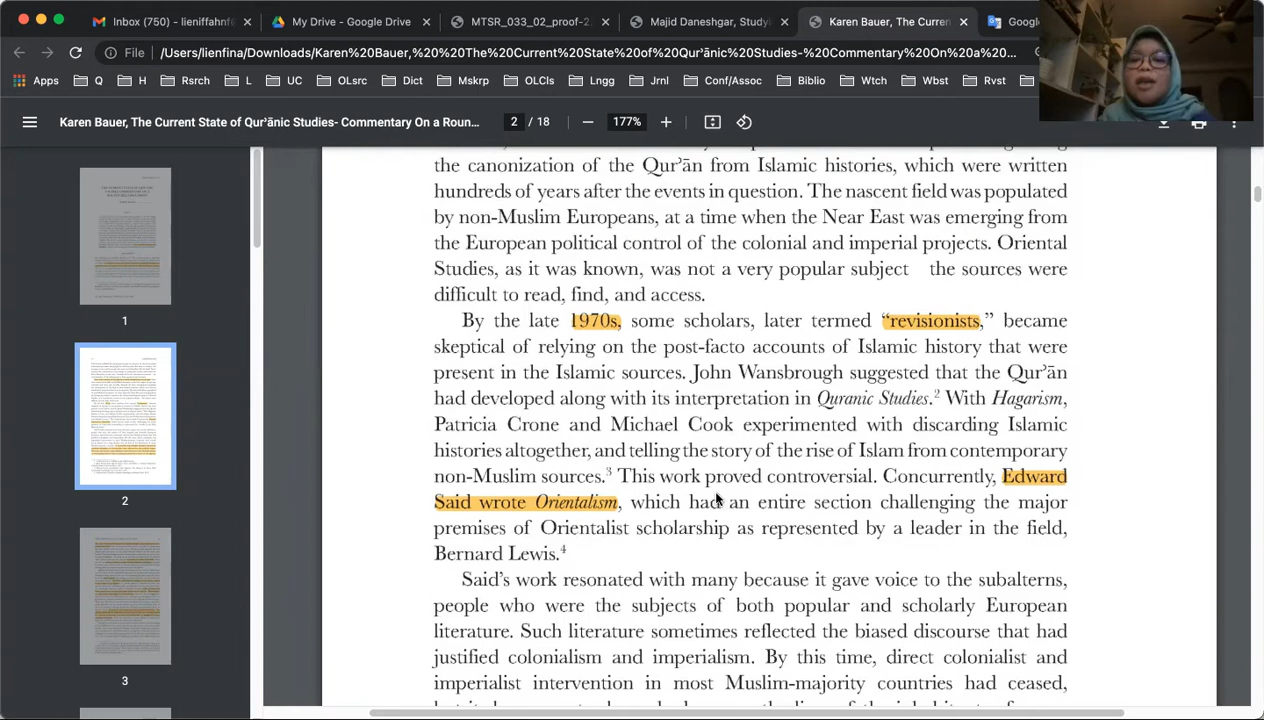 Inbox (750) – lieniffahnf
My Drive - Google Drive
MTSR_033_02_proof-2.
Majid Daneshgar, Study
Karen Bauer, The Curren
Goog
File
/Users/lienfina/Downloads/Karen%20Bauer,%20%20The%20Current%20State%20of%20Qurʾānic%20Studies-%20Commentary%20On%20a%20...
Apps
Q
H
Rsrch
L
UC
OLsrc
Dict
Mskrp
OLCls
Lngg
Jrnl
Conf/Assoc
Biblio
Wtch
Wbst
Rvst
Karen Bauer, The Current State of Qurʾānic Studies- Commentary On a Roun...
2 / 18
177%
1
2
3
the canonization of the Qurʾān from Islamic histories, which were written
hundreds of years after the events in question. The nascent field was populated
by non-Muslim Europeans, at a time when the Near East was emerging from
the European political control of the colonial and imperial projects. Oriental
Studies, as it was known, was not a very popular subject the sources were
difficult to read, find, and access.
By the late 1970s, some scholars, later termed “revisionists,” became
skeptical of relying on the post-facto accounts of Islamic history that were
present in the Islamic sources. John Wansbrough suggested that the Qurʾān
had developed along with its interpretation in Quranic Studies.2 With Hagarism,
Patricia Crone and Michael Cook experimented with discarding Islamic
histories altogether, and telling the story of the rise of Islam from contemporary
non-Muslim sources.3 This work proved controversial. Concurrently, Edward
Said wrote Orientalism, which had an entire section challenging the major
premises of Orientalist scholarship as represented by a leader in the field,
Bernard Lewis.4
Said’s work resonated with many because it gave voice to the subalterns,
people who were the subjects of both popular and scholarly European
literature. Such literature sometimes reflected the biased discourse that had
justified colonialism and imperialism. By this time, direct colonialist and
imperialist intervention in most Muslim-majority countries had ceased,